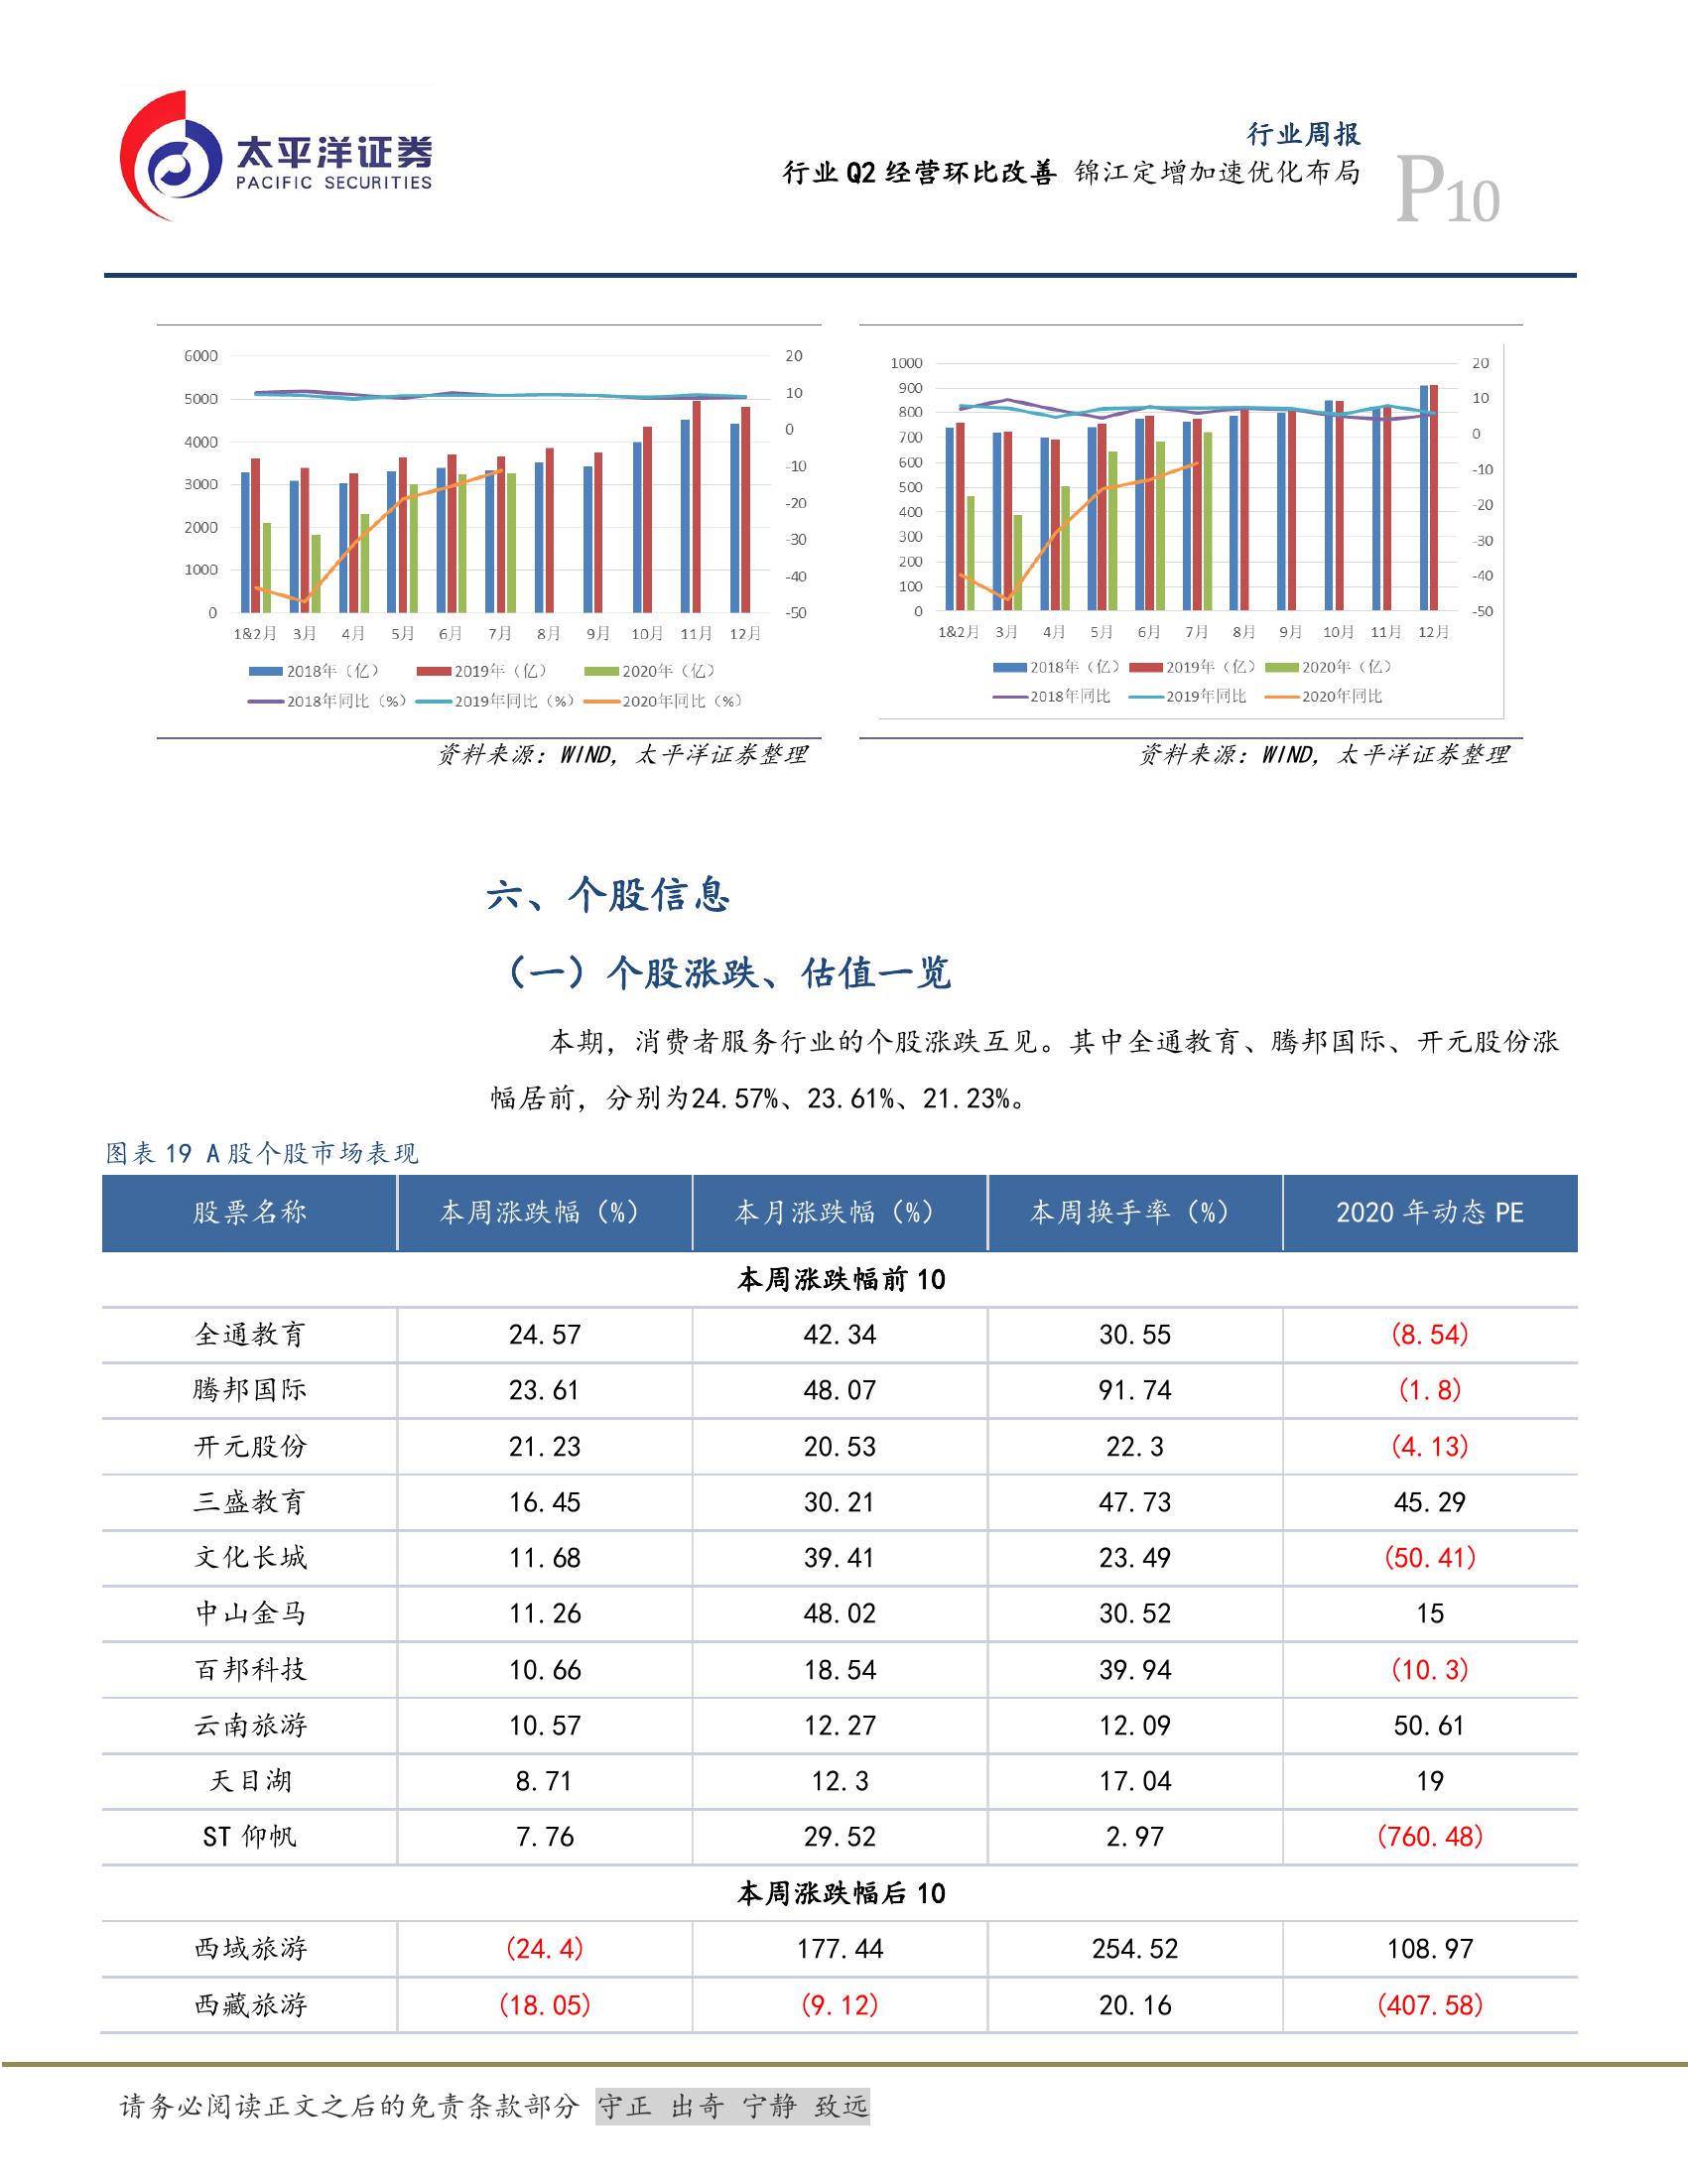 太平洋证券
PACIFIC SECURITIES
行业周报
行业 Q2 经营环比改善 锦江定增加速优化布局
P10
6000
5000
4000
3000
2000
1000
0
20
10
0
-10
-20
-30
-40
-50
1&2月 3月 4月 5月 6月 7月 8月 9月 10月 11月 12月
2018年（亿） 2019年（亿） 2020年（亿）
2018年同比（%） 2019年同比（%） 2020年同比（%）
资料来源：WIND，太平洋证券整理
1000
900
800
700
600
500
400
300
200
100
0
20
10
0
-10
-20
-30
-40
-50
1&2月 3月 4月 5月 6月 7月 8月 9月 10月 11月 12月
2018年（亿） 2019年（亿） 2020年（亿）
2018年同比 2019年同比 2020年同比
资料来源：WIND，太平洋证券整理
六、个股信息
（一）个股涨跌、估值一览
本期，消费者服务行业的个股涨跌互见。其中全通教育、腾邦国际、开元股份涨
幅居前，分别为24.57%、23.61%、21.23%。
图表 19 A 股个股市场表现
股票名称 本周涨跌幅（%） 本月涨跌幅（%） 本周换手率（%） 2020 年动态 PE
本周涨跌幅前 10
全通教育 24.57 42.34 30.55 (8.54)
腾邦国际 23.61 48.07 91.74 (1.8)
开元股份 21.23 20.53 22.3 (4.13)
三盛教育 16.45 30.21 47.73 45.29
文化长城 11.68 39.41 23.49 (50.41)
中山金马 11.26 48.02 30.52 15
百邦科技 10.66 18.54 39.94 (10.3)
云南旅游 10.57 12.27 12.09 50.61
天目湖 8.71 12.3 17.04 19
ST 仰帆 7.76 29.52 2.97 (760.48)
本周涨跌幅后 10
西域旅游 (24.4) 177.44 254.52 108.97
西藏旅游 (18.05) (9.12) 20.16 (407.58)
请务必阅读正文之后的免责条款部分 守正 出奇 宁静 致远